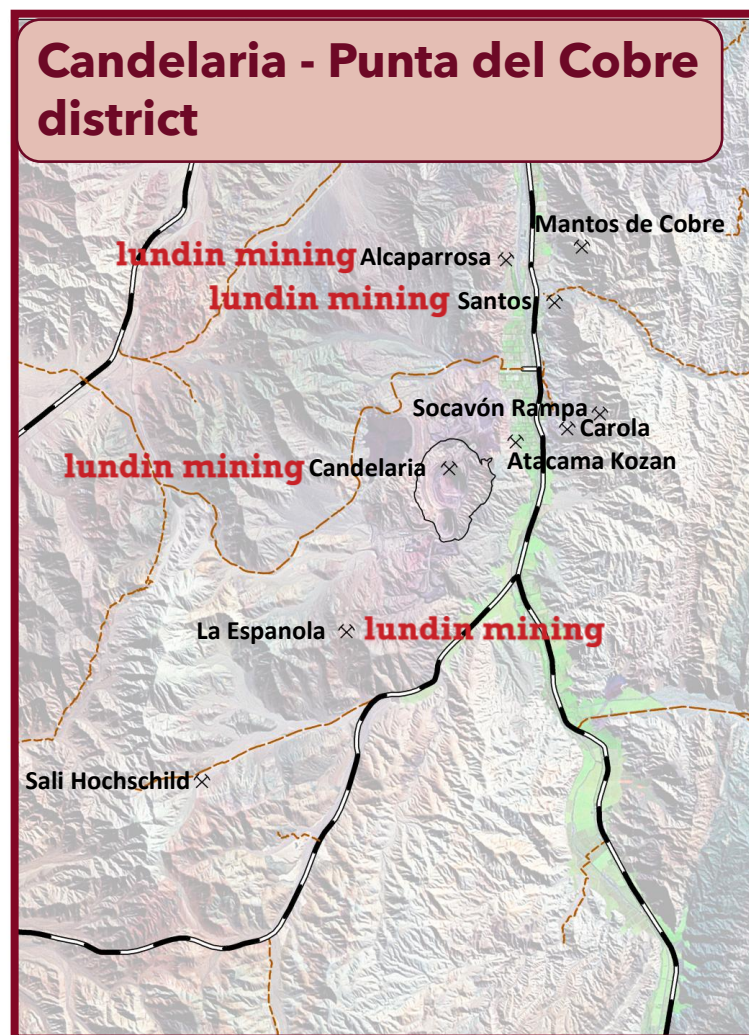 Candelaria - Punta del Cobre
district
Mantos de Cobre
lundin mining Alcaparrosa
lundin mining Santos
Socavón Rampa
Carola
Atacama Kozan
lundin mining Candelaria
La Espanola lundin mining
Sali Hochschild